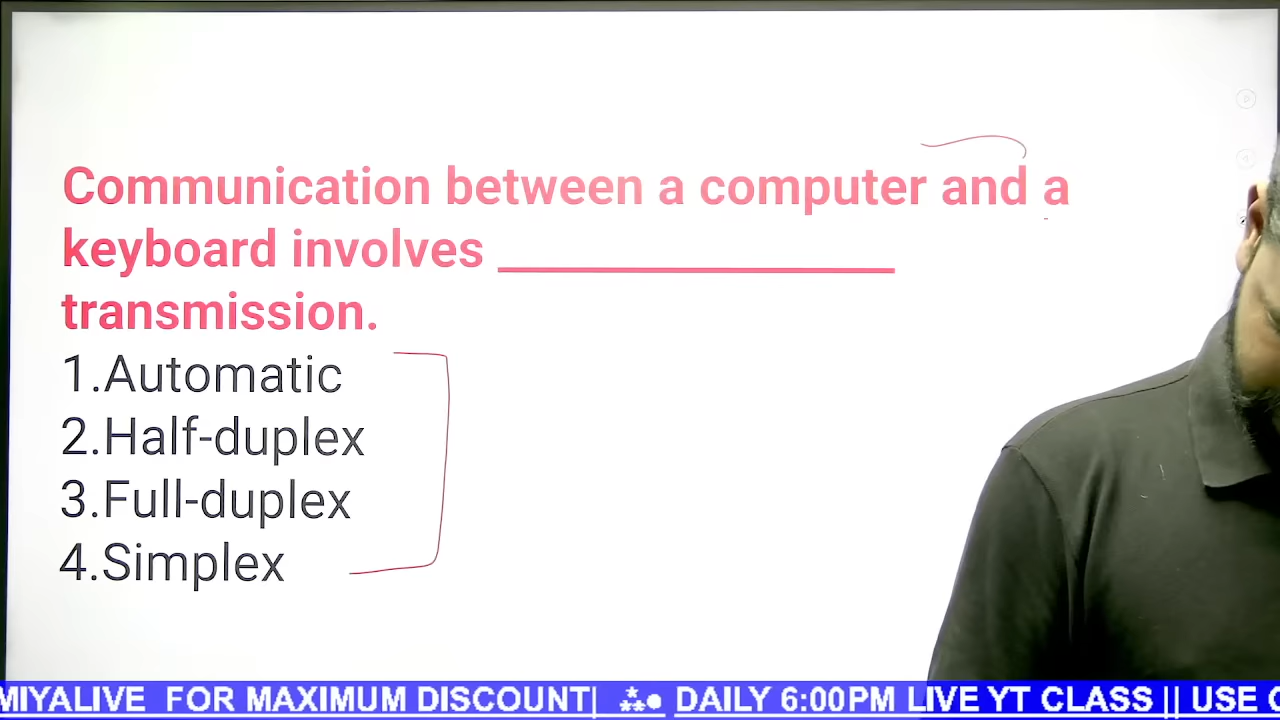 Communication between a computer and a
keyboard involves ____________
transmission.
1.Automatic
2.Half-duplex
3.Full-duplex
4.Simplex
MIYALIVE FOR MAXIMUM DISCOUNT| DAILY 6:00PM LIVE YT CLASS || USE